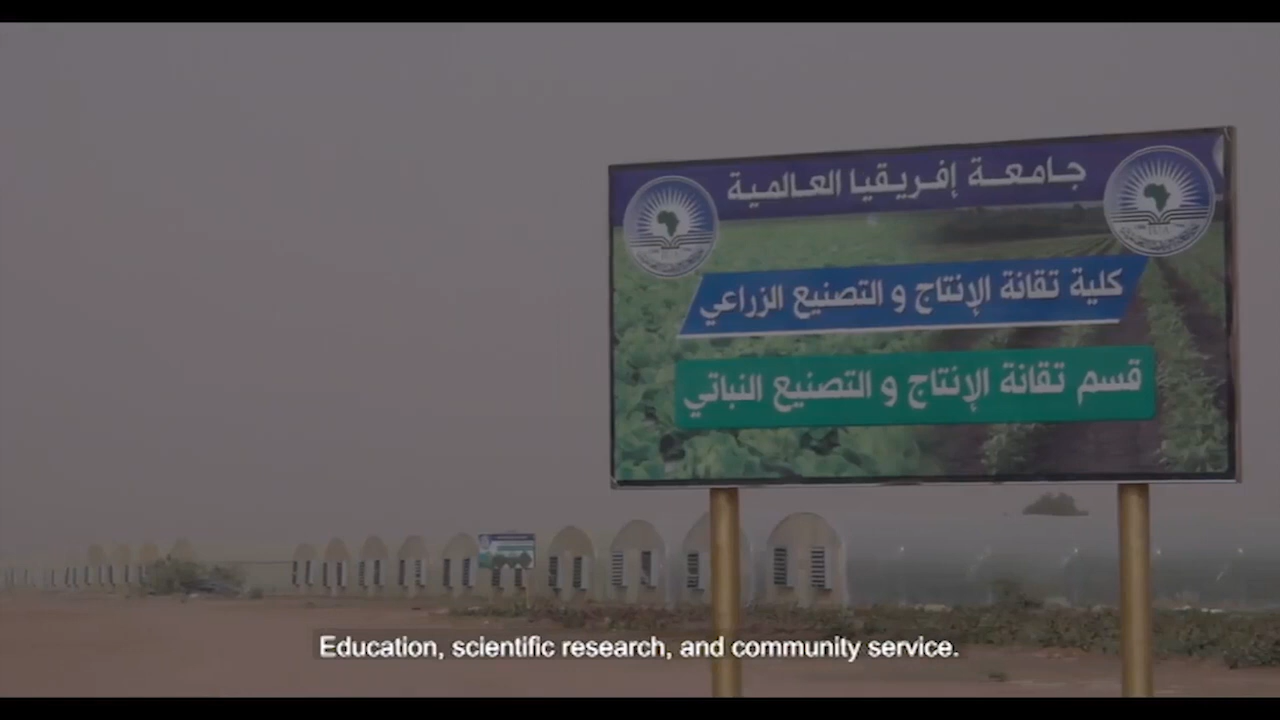 جامعة إفريقيا العالمية
كلية تقانة الإنتاج و التصنيع الزراعي
قسم تقانة الإنتاج و التصنيع النباتي
Education, scientific research, and community service.